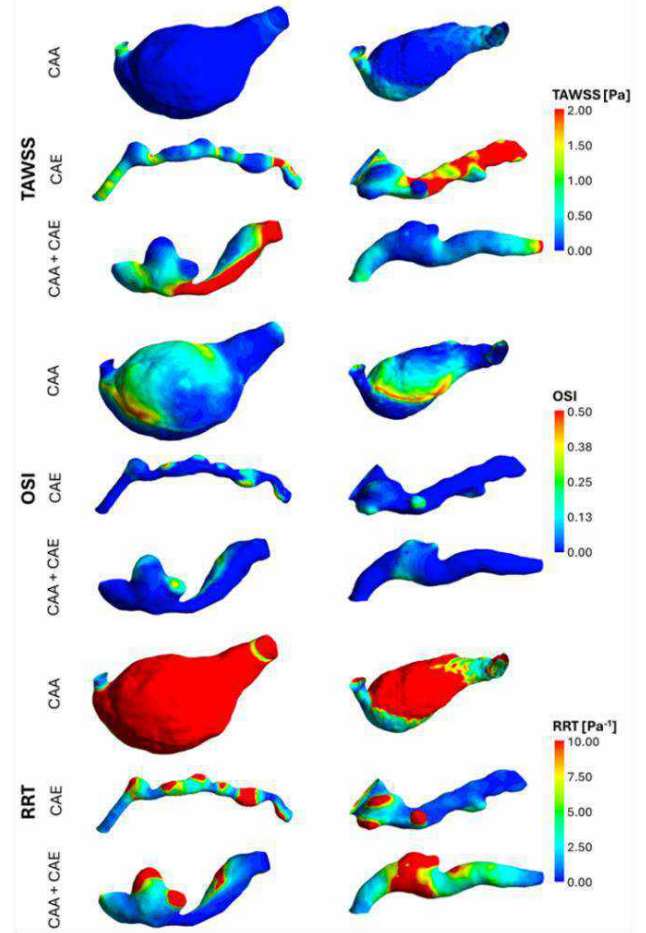 TAWSS
CAA
CAE
CAA + CAE
TAWSS [Pa]
2.00
1.50
1.00
0.50
0.00
OSI
CAA
CAE
CAA + CAE
OSI
0.50
0.38
0.25
0.13
0.00
RRT
CAA
CAE
CAA + CAE
RRT [Pa⁻¹]
10.00
7.50
5.00
2.50
0.00